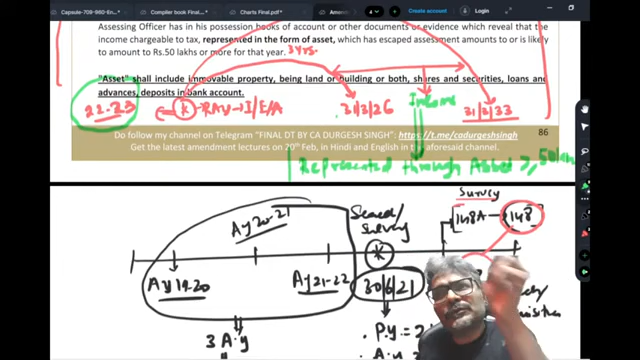 Capsule-709-960-E
Compiler book Final.2
Charts Final.2
Amen
Create account
Assessing Officer has in his possession books of account or other documents or evidence which reveal that the
income chargeable to tax, represented in the form of asset, which has escaped assessment amounts to or is likely
to amount to Rs.50 lakhs or more for that year.
3 yrs.
"Asset" shall include immovable property, being land or building or both, shares and securities, loans and
advances, deposits in bank account.
22-23
RAV→I/E/A
31/3/26
Income
31/3/33
Do follow my channel on Telegram "FINAL DT BY CA DURGESH SINGH": https://t.me/cadurgeshsingh
86
Get the latest amendment lectures on 20th Feb, in Hindi and English in the aforesaid channel.
Represented through Asset ≥ 50
Survey
Ay 20-21
Search/
Survey
148A
148
Ay 19-20
Ay 21-22
30/6/21
3 A.y
P.y = 2
A.y 2